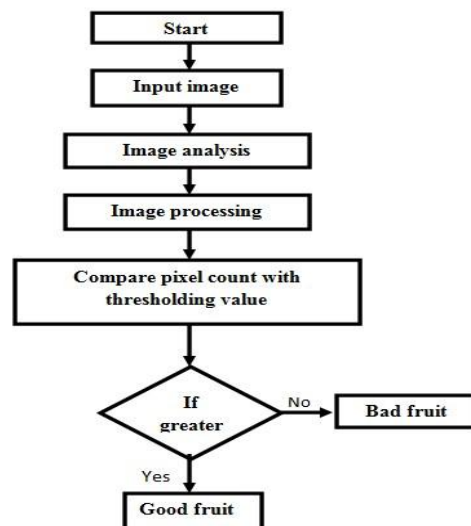 Start
Input image
Image analysis
Image processing
Compare pixel count with
thresholding value
If
greater
No
Bad fruit
Yes
Good fruit